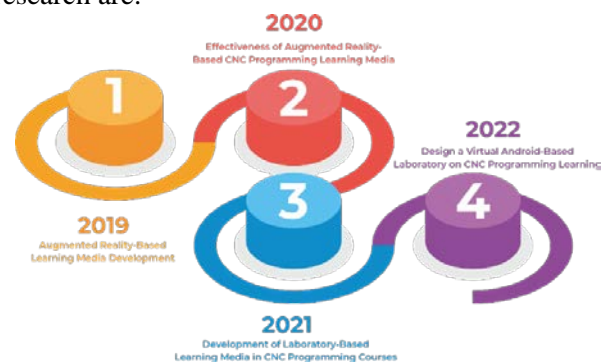 esearch are:
2020
Effectiveness of Augmented Reality-
Based CNC Programming Learning Media
1
2
2022
Design a Virtual Android-Based
Laboratory on CNC Programming Learning
3
4
2019
Augmented Reality-Based
Learning Media Development
2021
Development of Laboratory-Based
Learning Media in CNC Programming Courses